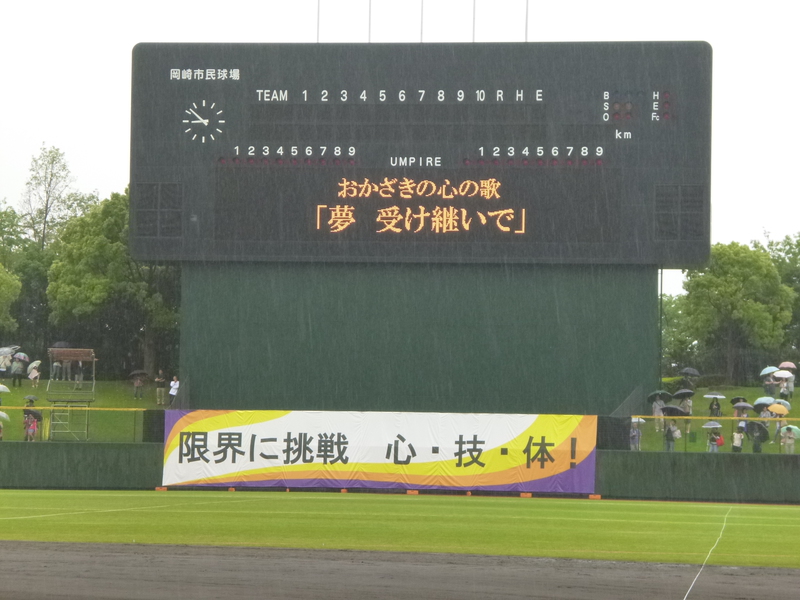 岡崎市民球場
TEAM 1 2 3 4 5 6 7 8 9 10 R H E
B
S
O
H
E
Fc
km
1 2 3 4 5 6 7 8 9
UMPIRE
1 2 3 4 5 6 7 8 9
おかざきの心の歌
「夢 受け継いで」
限界に挑戦 心・技・体!